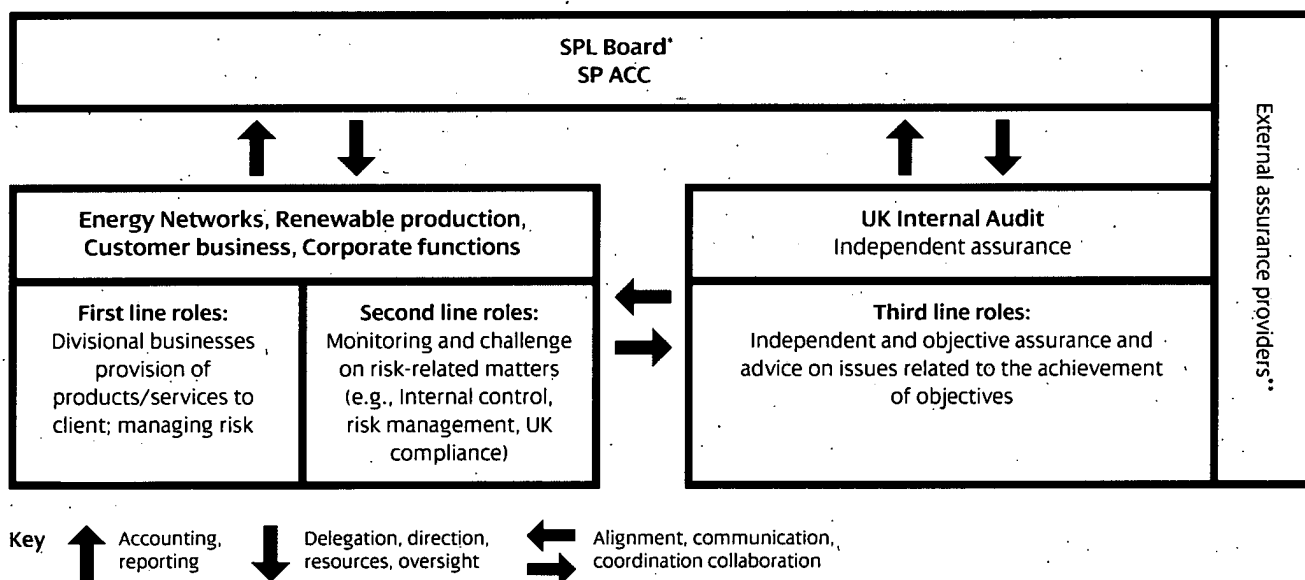 SPL Board*
SP ACC
External assurance providers**
Energy Networks, Renewable production,
Customer business, Corporate functions
UK Internal Audit
Independent assurance
First line roles:
Divisional businesses
provision of
products/services to
client; managing risk
Second line roles:
Monitoring and challenge
on risk-related matters
(e.g., Internal control,
risk management, UK
compliance)
Third line roles:
Independent and objective assurance and
advice on issues related to the achievement
of objectives
Key
Accounting,
reporting
Delegation, direction,
resources, oversight
Alignment, communication,
coordination collaboration